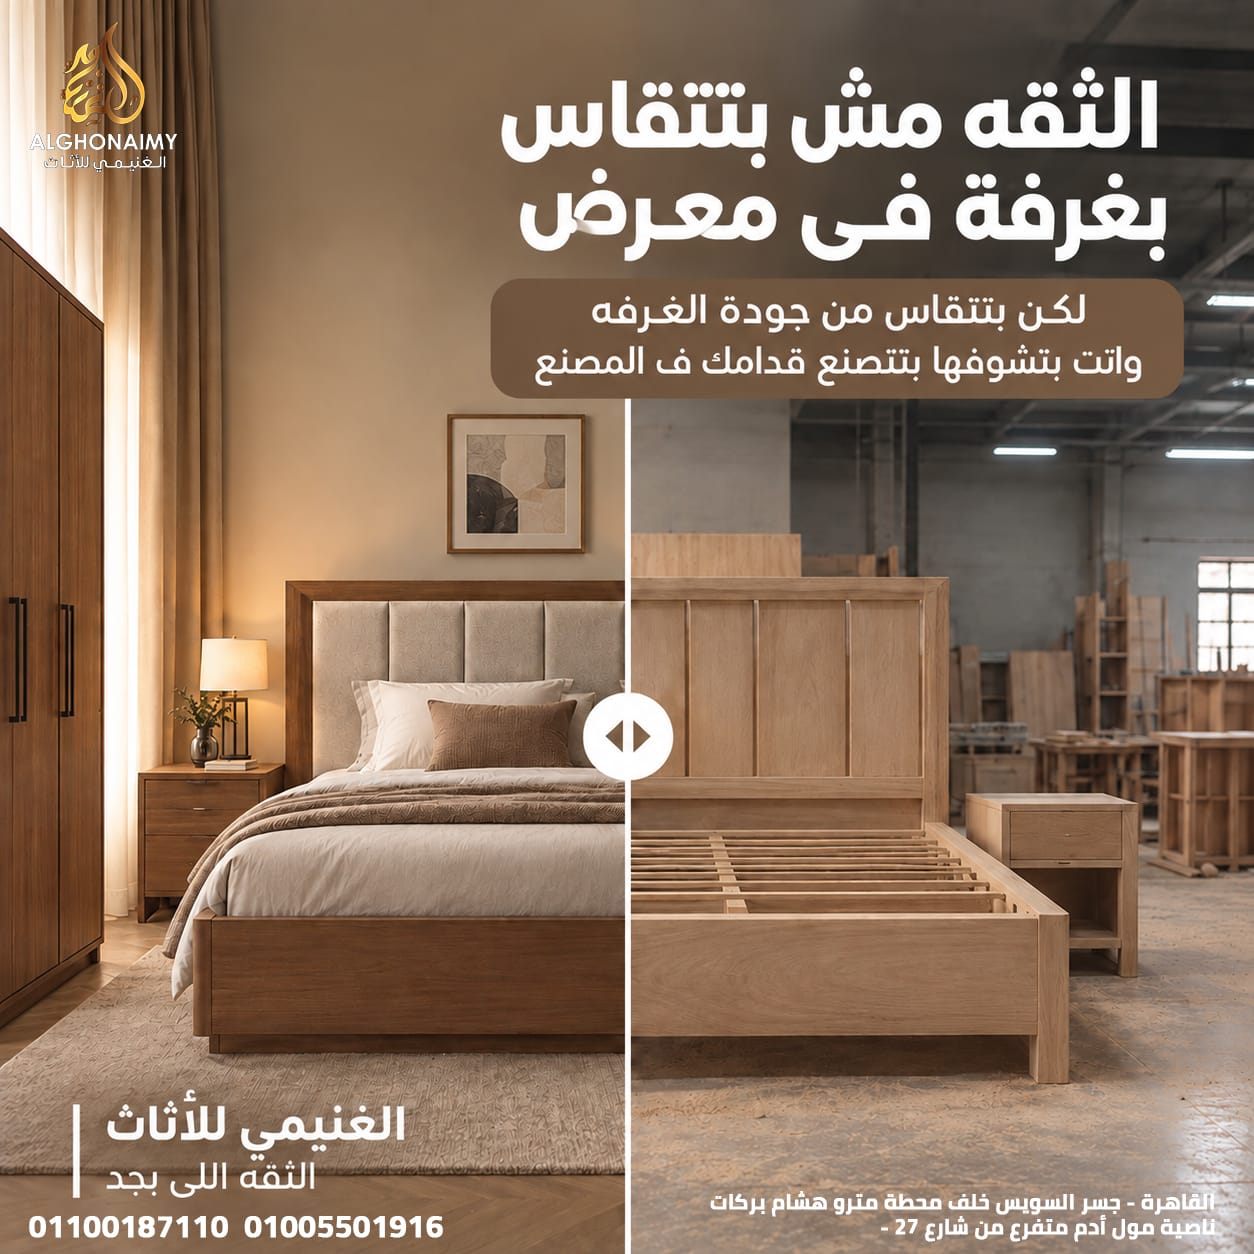 ALGHONAIMY
الغنيمي للأثاث
الثقه مش بتتقاس
بغرفة فى معرض
لكن بتتقاس من جودة الغرفه
واتت بتشوفها بتتصنع قدامك ف المصنع
الغنيمي للأثاث
الثقه اللى بجد
01100187110 01005501916
القاهرة - جسر السويس خلف محطة مترو هشام بركات
ناصية مول أدم متفرع من شارع 27 -